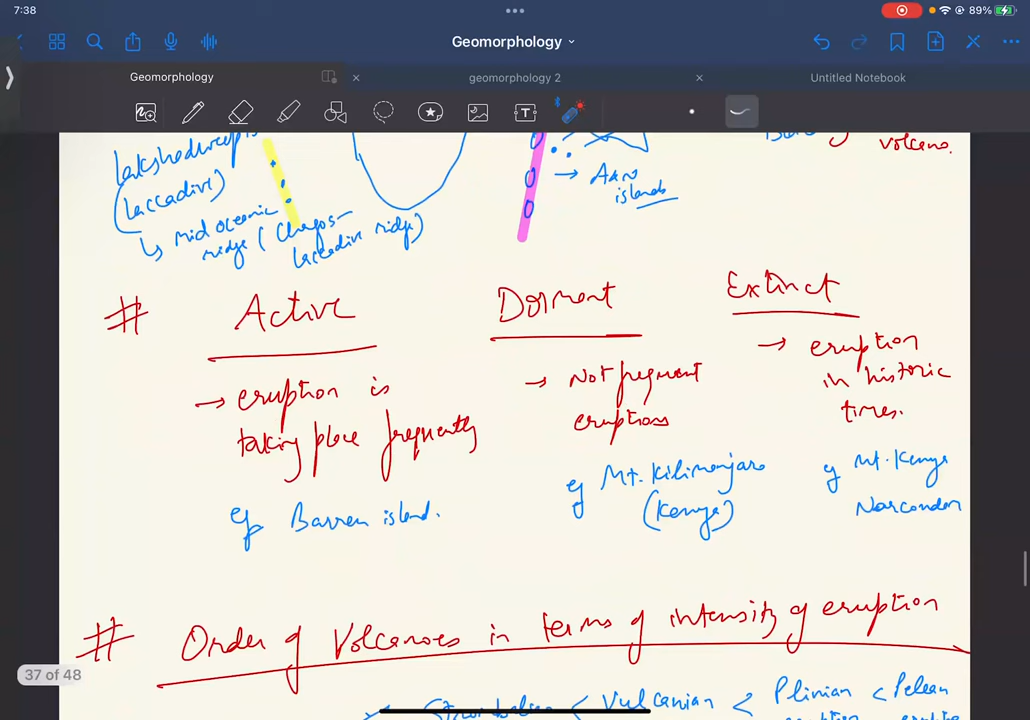 7:38
89%
Geomorphology
Geomorphology
geomorphology 2
Untitled Notebook
lakshadweep is
(laccadive)
↳ mid oceanic
ridge ( Chagos-
laccadive ridge)
→ A&N
islands
volcano.
# Active
→ eruption is
taking place frequently
eg Barren island.
Dormant
→ Not frequent
eruptions
eg Mt. Kilimanjaro
(Kenya)
Extinct
→ eruption
in historic
times.
eg Mt. Kenya
Narcondam
# Order of Volcanoes in terms of intensity of eruption
37 of 48
< Vulcanian < Plinian < Pelean